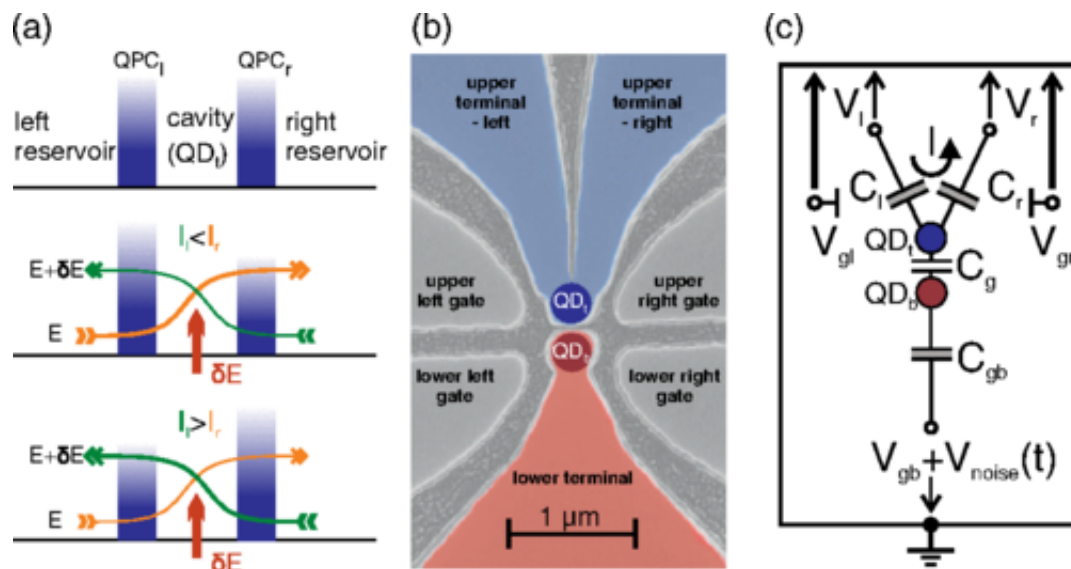 (a)
QPCl
QPCr
left
reservoir
cavity
(QDt)
right
reservoir
Il<Ir
E+δE
E
δE
Il>Ir
E+δE
E
δE
(b)
upper
terminal
- left
upper
terminal
- right
upper
left gate
QDt
upper
right gate
lower left
gate
lower right
gate
lower terminal
1 μm
(c)
Vl
Vr
I
Cl
Cr
Vgl
QDt
Cg
QDb
Cgb
Vgb + Vnoise(t)